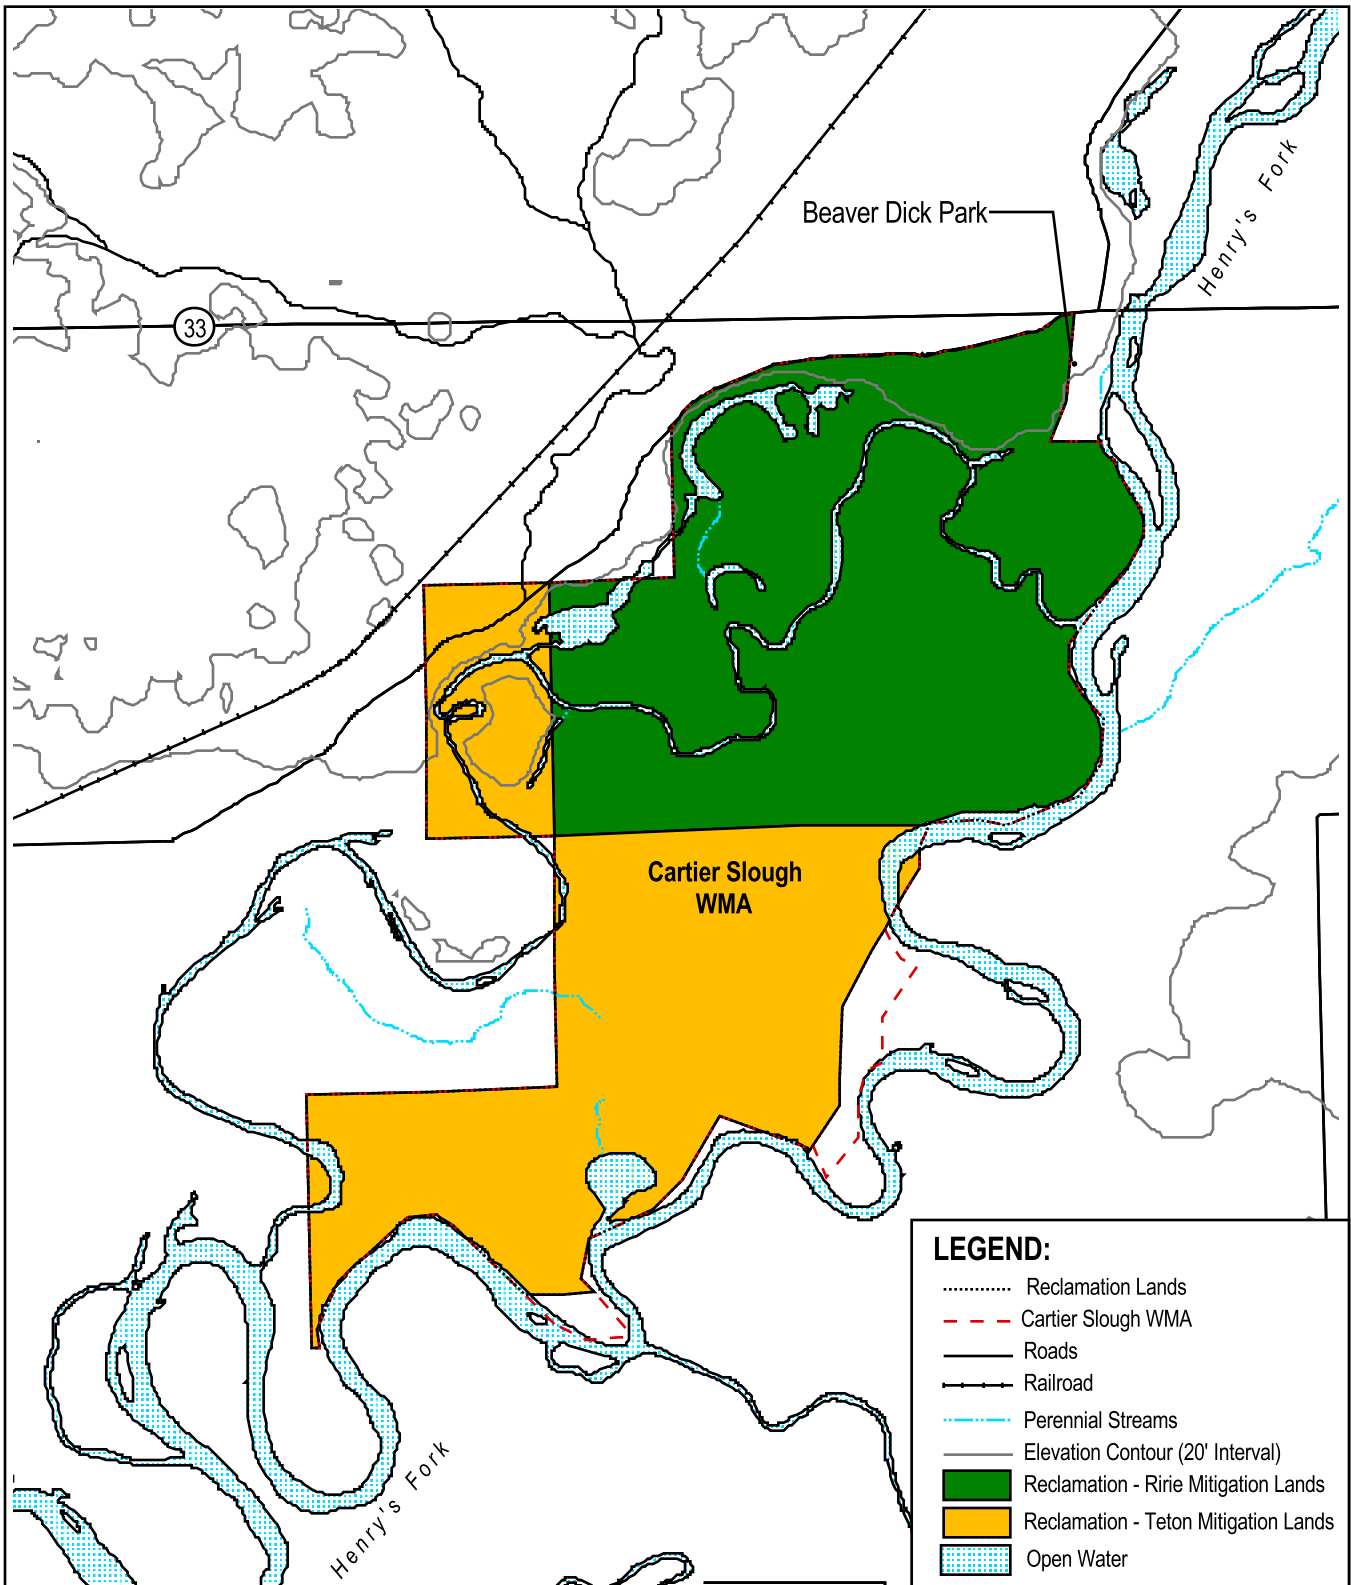 Beaver Dick Park
Henry's Fork
33
Cartier Slough
WMA
LEGEND:
Reclamation Lands
Cartier Slough WMA
Roads
Railroad
Perennial Streams
Elevation Contour (20' Interval)
Reclamation - Ririe Mitigation Lands
Reclamation - Teton Mitigation Lands
Open Water
Henry's Fork